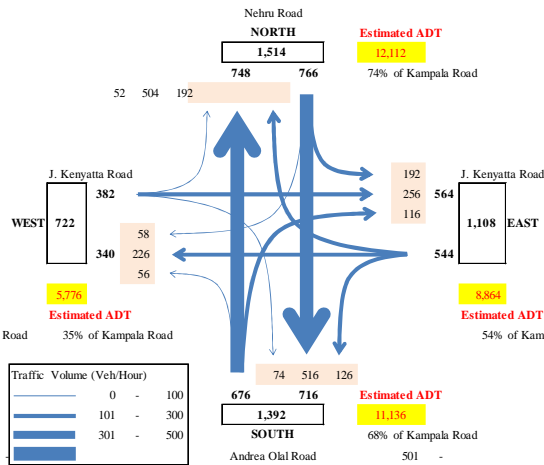 Nehru Road
NORTH Estimated ADT
1,514 12,112
748 766 74% of Kampala Road
52 504 192
J. Kenyatta Road 192 J. Kenyatta Road
382 256 564
WEST 722 116 1,108 EAST
58
340 226 544
56
5,776 8,864
Estimated ADT Estimated ADT
Road 35% of Kampala Road 54% of Kam
74 516 126
Traffic Volume (Veh/Hour)
0 - 100
101 - 300
301 - 500
-
676 716 Estimated ADT
1,392 11,136
SOUTH 68% of Kampala Road
Andrea Olal Road 501 -